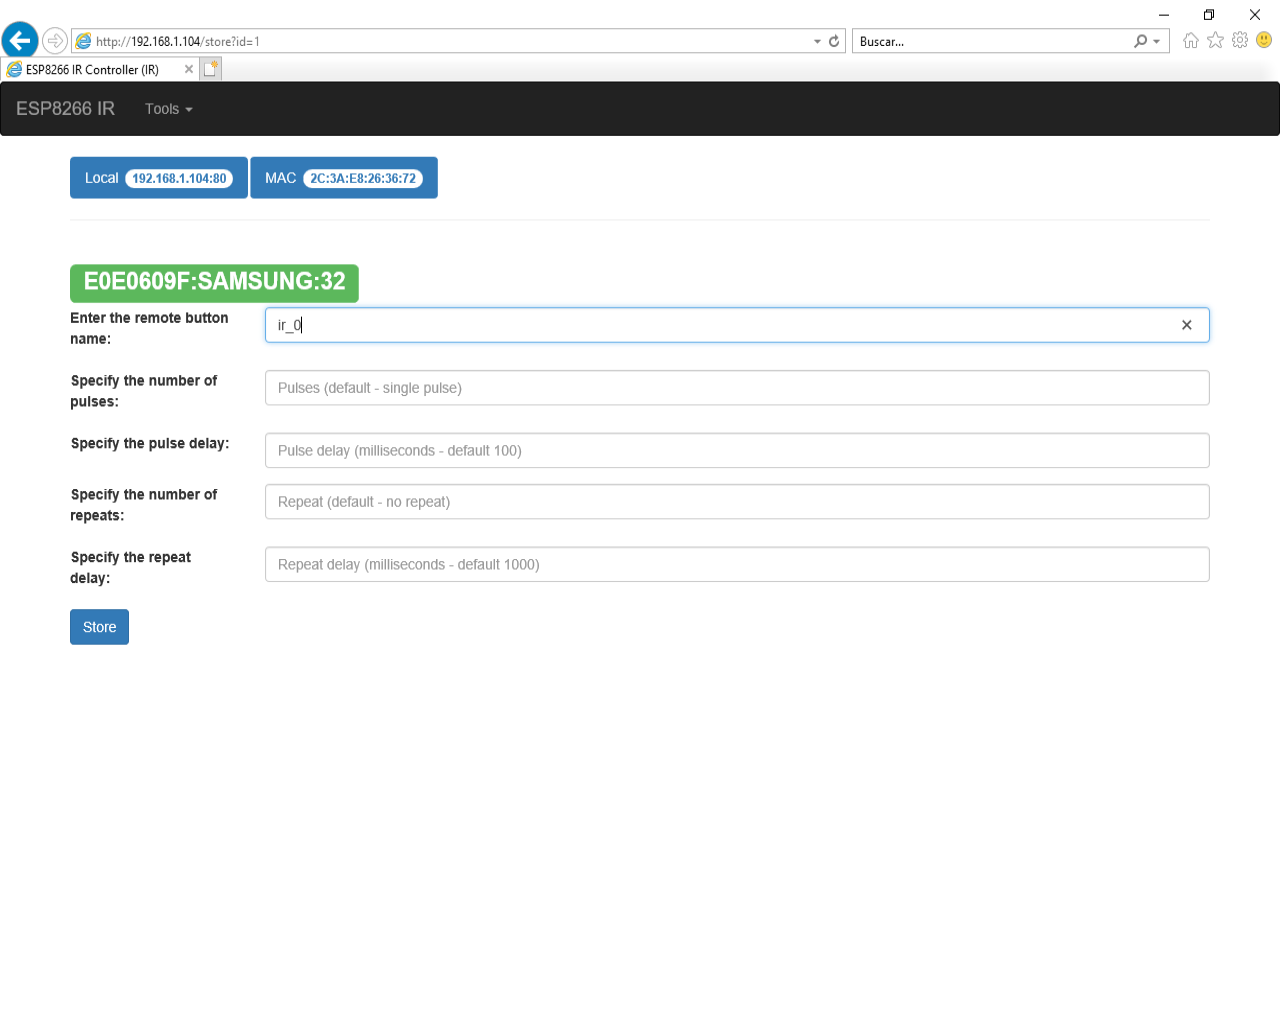 http://192.168.1.104/store?id=1
Buscar...
ESP8266 IR Controller (IR)
ESP8266 IR Tools
Local 192.168.1.104:80 MAC 2C:3A:E8:26:36:72
E0E0609F:SAMSUNG:32
Enter the remote button name:
ir_0
Specify the number of pulses:
Pulses (default - single pulse)
Specify the pulse delay:
Pulse delay (milliseconds - default 100)
Specify the number of repeats:
Repeat (default - no repeat)
Specify the repeat delay:
Repeat delay (milliseconds - default 1000)
Store